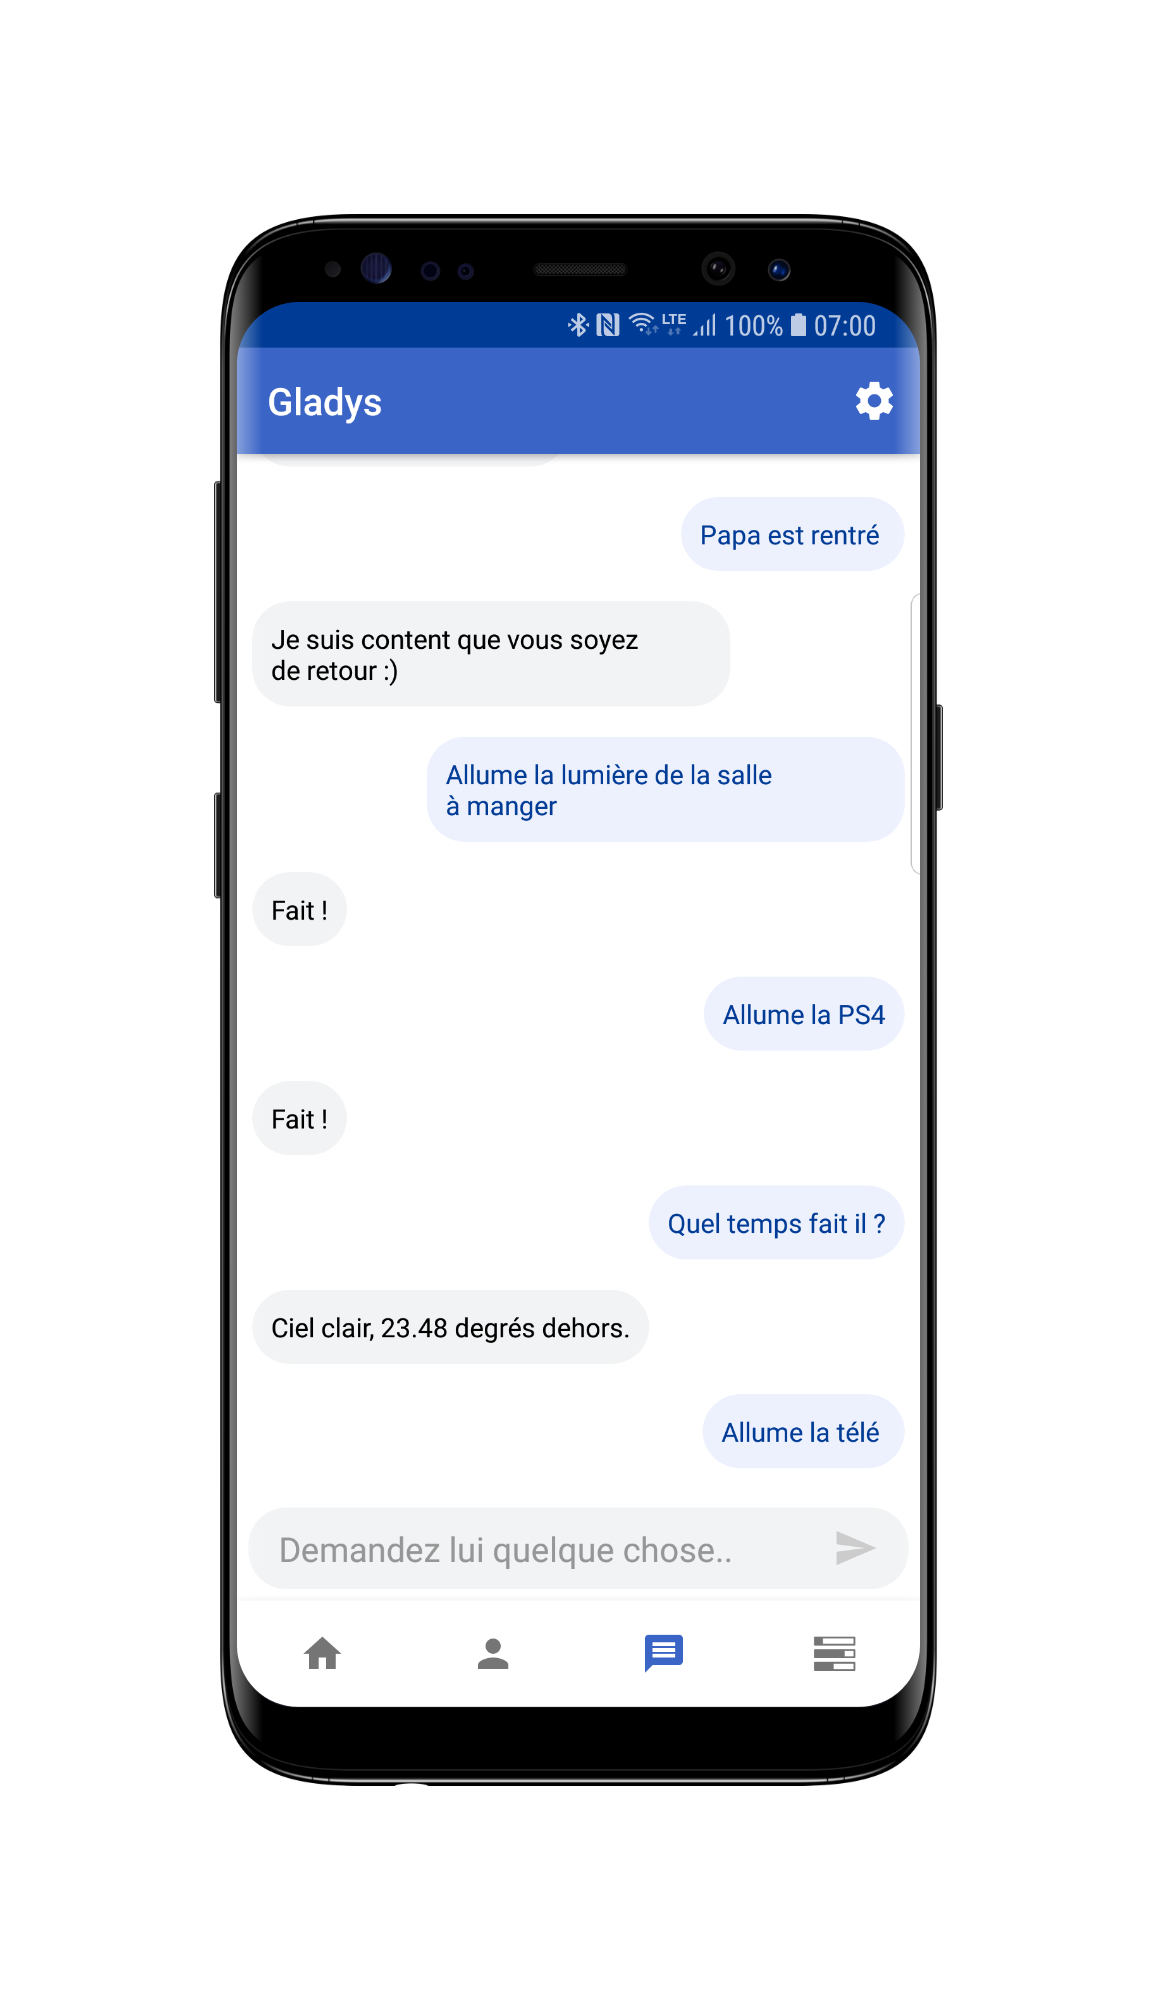 LTE 100% 07:00
Gladys
Papa est rentré
Je suis content que vous soyez
de retour :)
Allume la lumière de la salle
à manger
Fait !
Allume la PS4
Fait !
Quel temps fait il ?
Ciel clair, 23.48 degrés dehors.
Allume la télé
Demandez lui quelque chose..